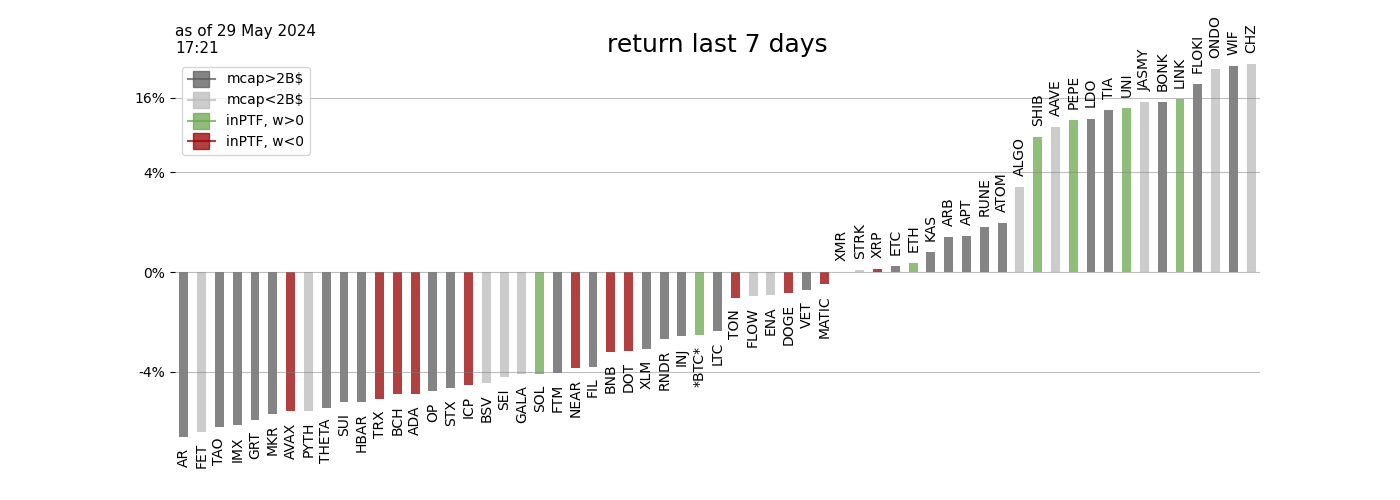 as of 29 May 2024
17:21
return last 7 days
mcap>2B$
mcap<2B$
inPTF, w>0
inPTF, w<0
16%
4%
0%
-4%
AR
FET
TAO
IMX
GRT
MKR
AVAX
PYTH
THETA
SUI
HBAR
TRX
BCH
ADA
OP
STX
ICP
BSV
SEI
GALA
SOL
FTM
NEAR
FIL
BNB
DOT
XLM
RNDR
INJ
*BTC*
LTC
TON
FLOW
ENA
DOGE
VET
MATIC
XMR
STRK
XRP
ETC
ETH
KAS
ARB
APT
RUNE
ATOM
ALGO
SHIB
AAVE
PEPE
LDO
TIA
UNI
JASMY
BONK
LINK
FLOKI
ONDO
WIF
CHZ